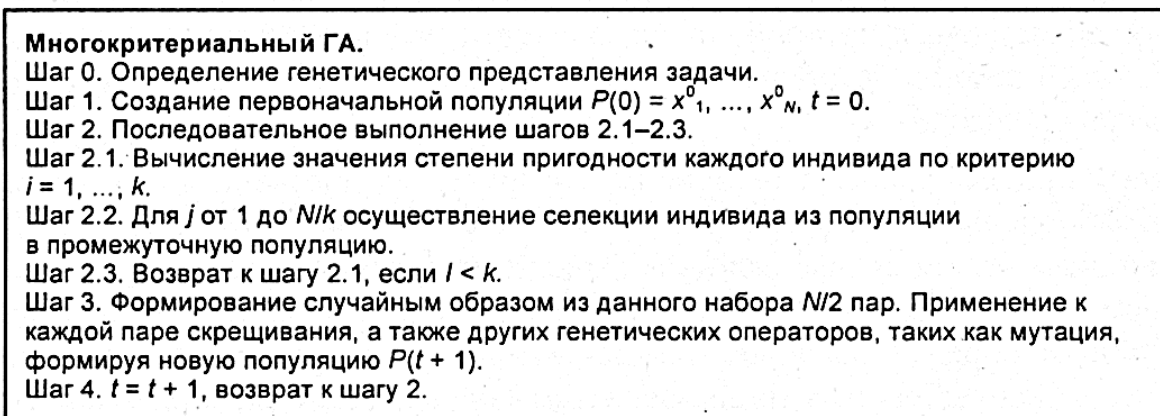 Многокритериальный ГА.
Шаг 0. Определение генетического представления задачи.
Шаг 1. Создание первоначальной популяции P(0) = x⁰₁, ..., x⁰_N, t = 0.
Шаг 2. Последовательное выполнение шагов 2.1–2.3.
Шаг 2.1. Вычисление значения степени пригодности каждого индивида по критерию
i = 1, ..., k.
Шаг 2.2. Для j от 1 до N/k осуществление селекции индивида из популяции
в промежуточную популяцию.
Шаг 2.3. Возврат к шагу 2.1, если I < k.
Шаг 3. Формирование случайным образом из данного набора N/2 пар. Применение к
каждой паре скрещивания, а также других генетических операторов, таких как мутация,
формируя новую популяцию P(t + 1).
Шаг 4. t = t + 1, возврат к шагу 2.